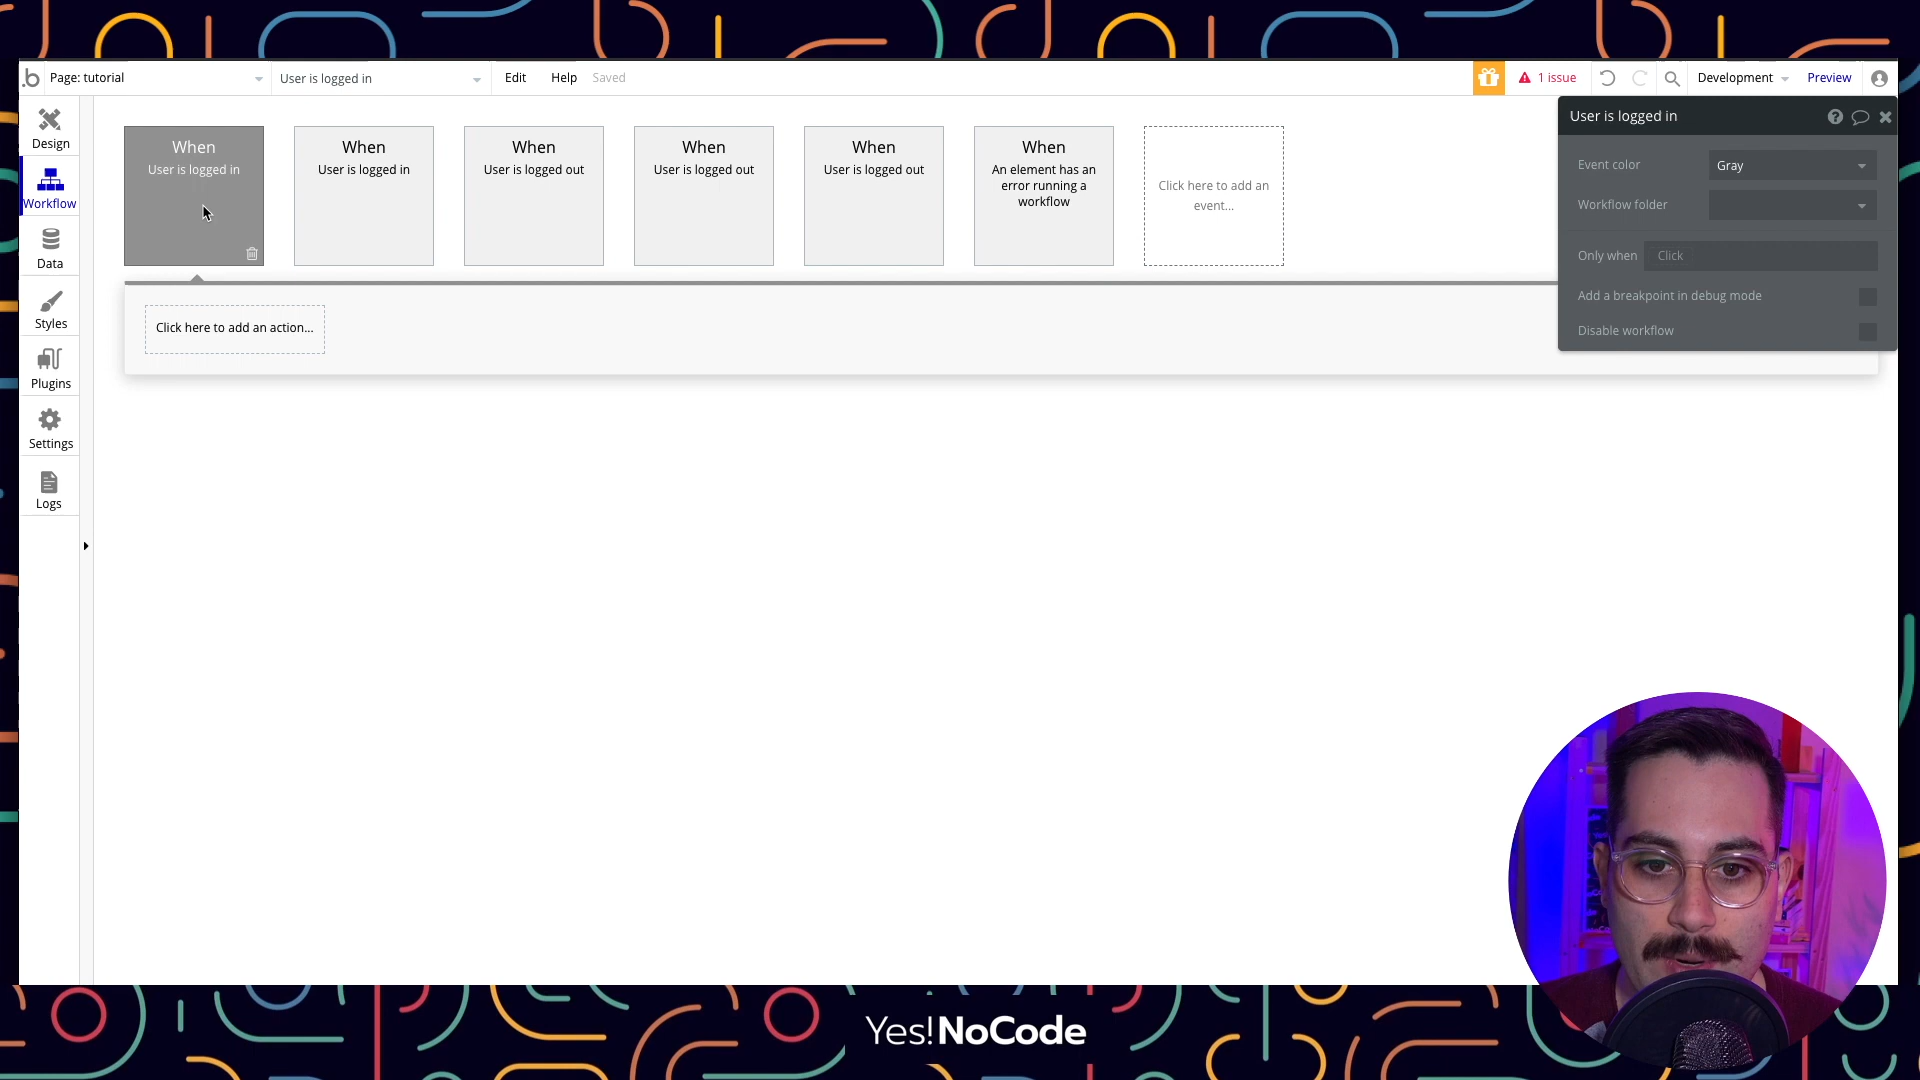 .b Page: tutorial
User is logged in
Edit
Help
Saved
1 issue
Development
Preview
Design
Workflow
Data
Styles
Plugins
Settings
Logs
When
User is logged in
When
User is logged in
When
User is logged out
When
User is logged out
When
User is logged out
When
An element has an
error running a
workflow
Click here to add an
event...
Click here to add an action...
User is logged in
?
Event color
Gray
Workflow folder
Only when
Click
Add a breakpoint in debug mode
Disable workflow
Yes!NoCode